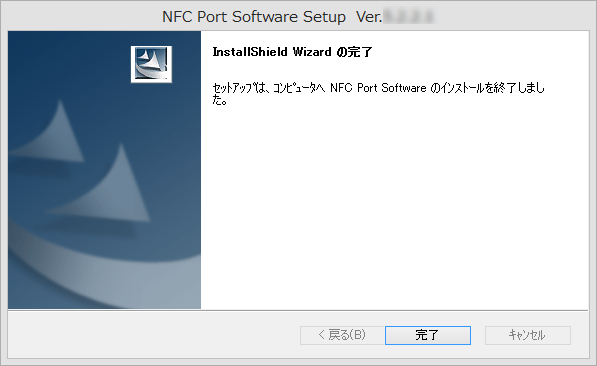 NFC Port Software Setup Ver.
InstallShield Wizard の完了
セットアップは、コンピュータへ NFC Port Software のインストールを終了しまし
た。
< 戻る(B)
完了
キャンセル